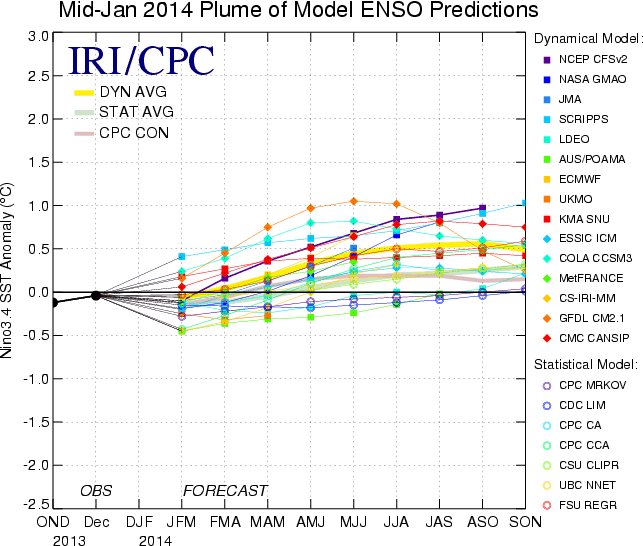 Mid-Jan 2014 Plume of Model ENSO Predictions
IRI/CPC
DYN AVG
STAT AVG
CPC CON
Nino3.4 SST Anomaly (ºC)
3.0
2.5
2.0
1.5
1.0
0.5
0.0
-0.5
-1.0
-1.5
-2.0
-2.5
OBS FORECAST
OND Dec DJF JFM FMA MAM AMJ MJJ JJA JAS ASO SON
2013 2014
Dynamical Model:
NCEP CFSv2
NASA GMAO
JMA
SCRIPPS
LDEO
AUS/POAMA
ECMWF
UKMO
KMA SNU
ESSIC ICM
COLA CCSM3
MetFRANCE
CS-IRI-MM
GFDL CM2.1
CMC CANSIP
Statistical Model:
CPC MRKOV
CDC LIM
CPC CA
CPC CCA
CSU CLIPR
UBC NNET
FSU REGR